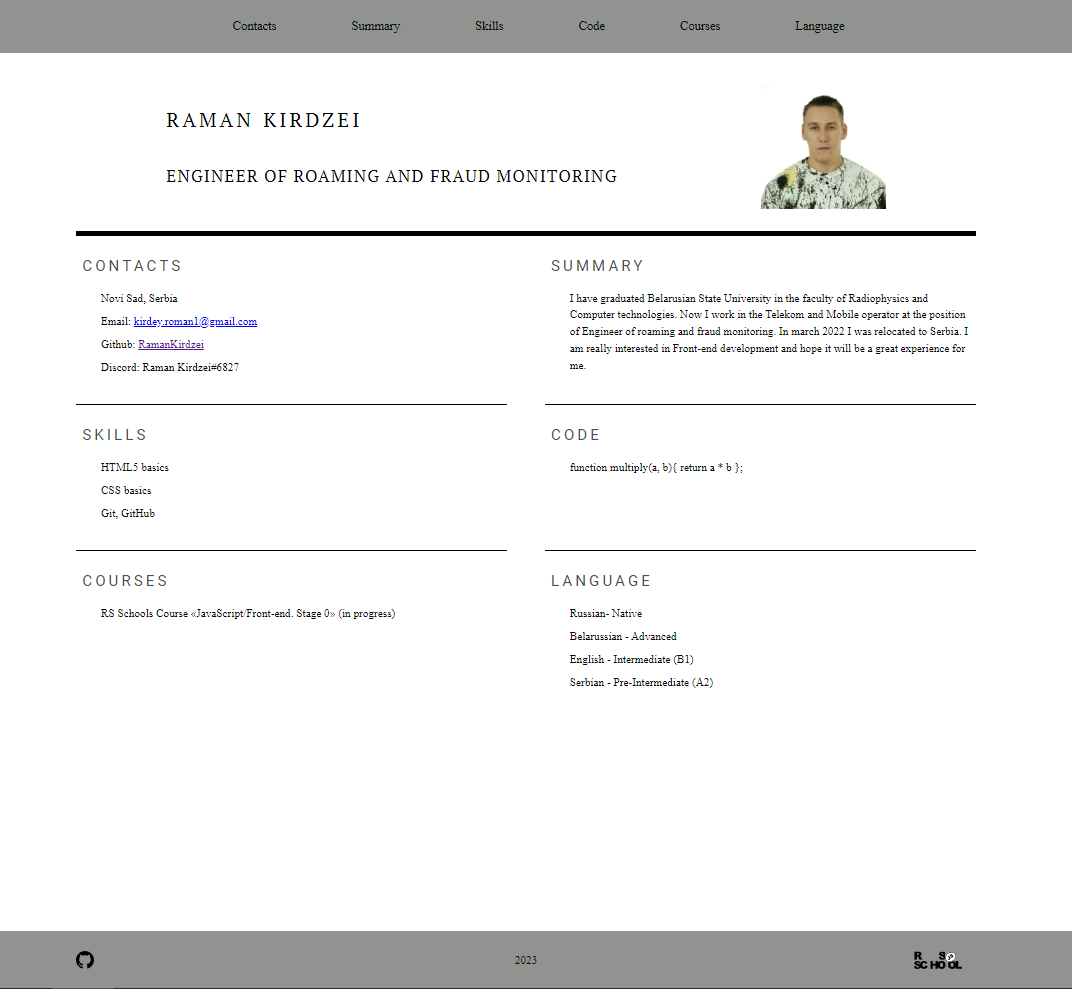 Contacts Summary Skills Code Courses Language
RAMAN KIRDZEI
ENGINEER OF ROAMING AND FRAUD MONITORING
CONTACTS
Novi Sad, Serbia
Email: kirdey.roman1@gmail.com
Github: RamanKirdzei
Discord: Raman Kirdzei#6827
SUMMARY
I have graduated Belarusian State University in the faculty of Radiophysics and
Computer technologies. Now I work in the Telekom and Mobile operator at the position
of Engineer of roaming and fraud monitoring. In march 2022 I was relocated to Serbia. I
am really interested in Front-end development and hope it will be a great experience for
me.
SKILLS
HTML5 basics
CSS basics
Git, GitHub
CODE
function multiply(a, b){ return a * b };
COURSES
RS Schools Course «JavaScript/Front-end. Stage 0» (in progress)
LANGUAGE
Russian- Native
Belarussian - Advanced
English - Intermediate (B1)
Serbian - Pre-Intermediate (A2)
2023
R S
SCHOOL